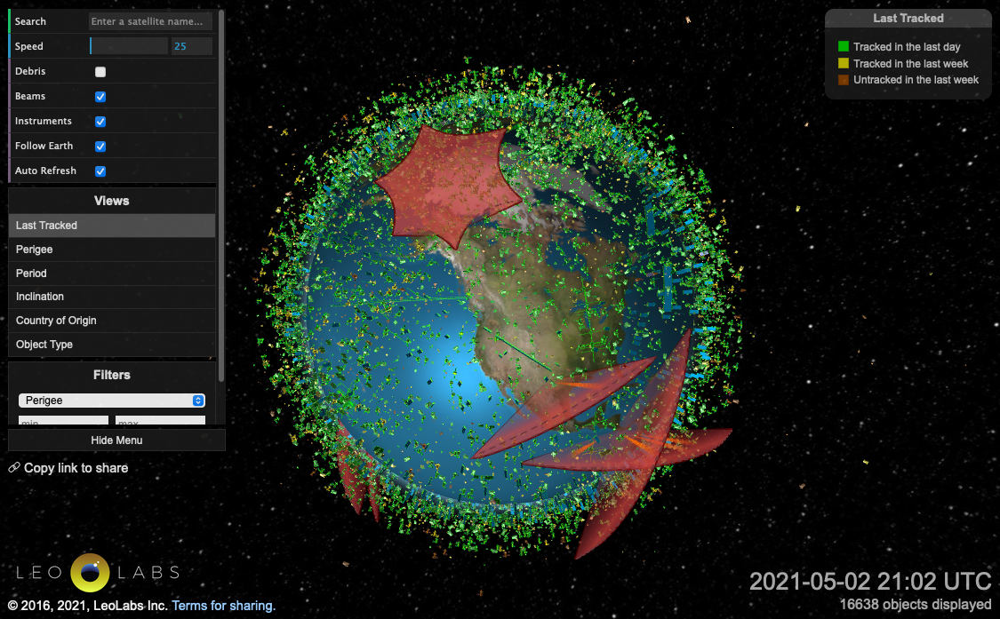 Search Enter a satellite name...
Speed 25
Debris
Beams
Instruments
Follow Earth
Auto Refresh
Views
Last Tracked
Perigee
Period
Inclination
Country of Origin
Object Type
Filters
Perigee
min max
Hide Menu
Copy link to share
LEO LABS
© 2016, 2021, LeoLabs Inc. Terms for sharing.
Last Tracked
Tracked in the last day
Tracked in the last week
Untracked in the last week
2021-05-02 21:02 UTC
16638 objects displayed